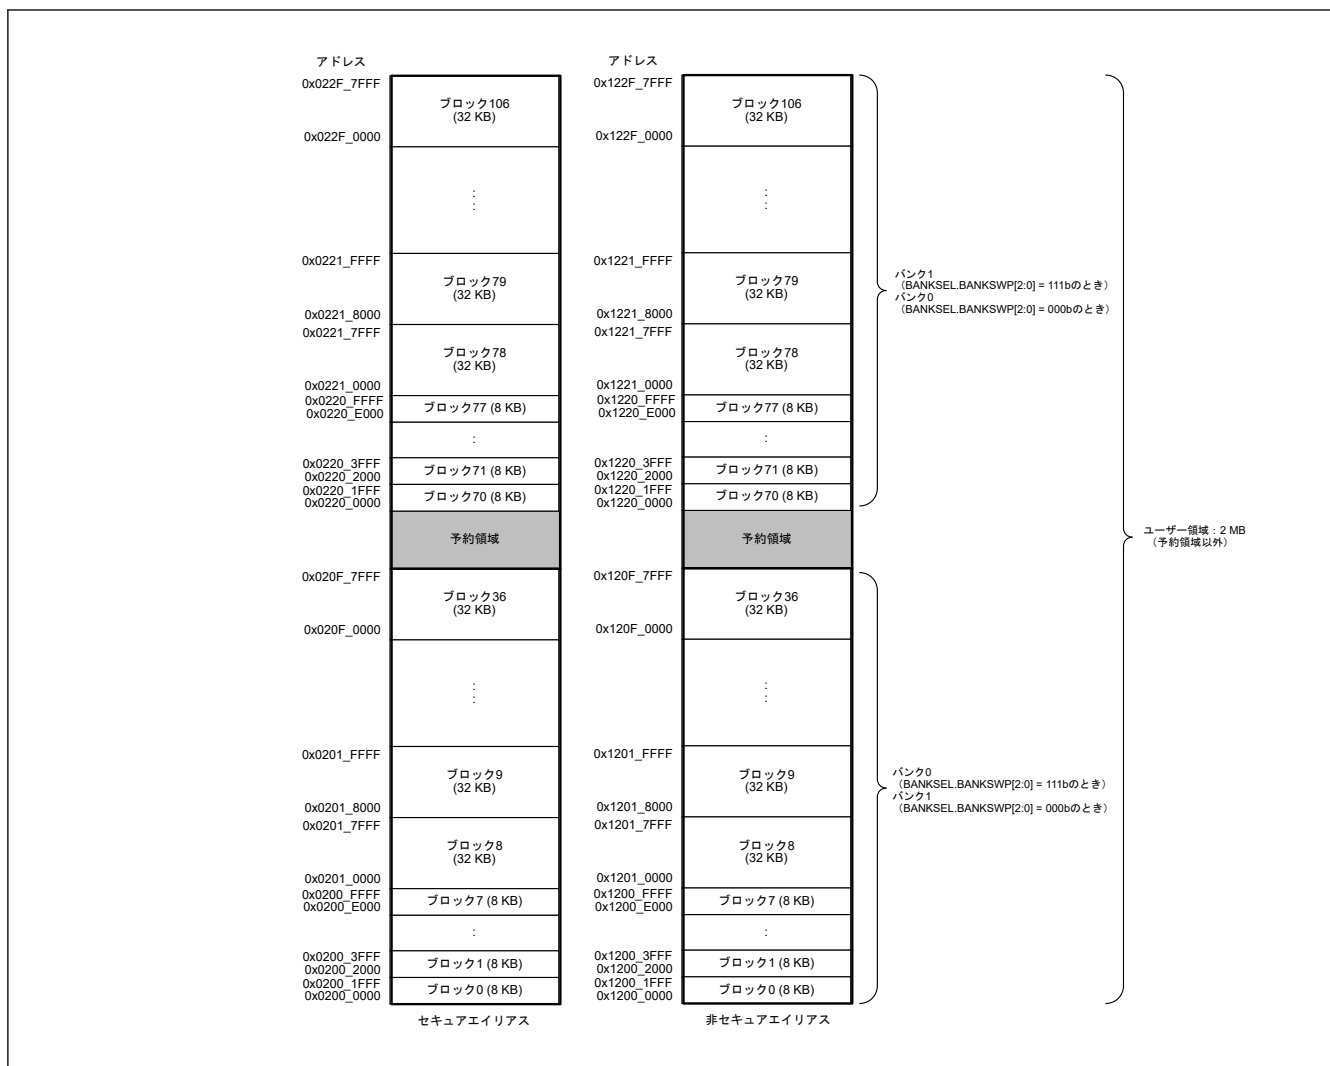 アドレス
0x022F_7FFF
ブロック106
(32 KB)
0x022F_0000
:
:
0x0221_FFFF
ブロック79
(32 KB)
0x0221_8000
0x0221_7FFF
ブロック78
(32 KB)
0x0221_0000
0x0220_FFFF
ブロック77 (8 KB)
0x0220_E000
:
0x0220_3FFF
ブロック71 (8 KB)
0x0220_2000
0x0220_1FFF
ブロック70 (8 KB)
0x0220_0000
予約領域
0x020F_7FFF
ブロック36
(32 KB)
0x020F_0000
:
:
0x0201_FFFF
ブロック9
(32 KB)
0x0201_8000
0x0201_7FFF
ブロック8
(32 KB)
0x0201_0000
0x0200_FFFF
ブロック7 (8 KB)
0x0200_E000
:
0x0200_3FFF
ブロック1 (8 KB)
0x0200_2000
0x0200_1FFF
ブロック0 (8 KB)
0x0200_0000
セキュアエイリアス
アドレス
0x122F_7FFF
ブロック106
(32 KB)
0x122F_0000
:
:
0x1221_FFFF
ブロック79
(32 KB)
0x1221_8000
0x1221_7FFF
ブロック78
(32 KB)
0x1221_0000
0x1220_FFFF
ブロック77 (8 KB)
0x1220_E000
:
0x1220_3FFF
ブロック71 (8 KB)
0x1220_2000
0x1220_1FFF
ブロック70 (8 KB)
0x1220_0000
予約領域
0x120F_7FFF
ブロック36
(32 KB)
0x120F_0000
:
:
0x1201_FFFF
ブロック9
(32 KB)
0x1201_8000
0x1201_7FFF
ブロック8
(32 KB)
0x1201_0000
0x1200_FFFF
ブロック7 (8 KB)
0x1200_E000
:
0x1200_3FFF
ブロック1 (8 KB)
0x1200_2000
0x1200_1FFF
ブロック0 (8 KB)
0x1200_0000
非セキュアエイリアス
バンク1
（BANKSEL.BANKSWP[2:0] = 111bのとき）
バンク0
（BANKSEL.BANKSWP[2:0] = 000bのとき）
バンク0
（BANKSEL.BANKSWP[2:0] = 111bのとき）
バンク1
（BANKSEL.BANKSWP[2:0] = 000bのとき）
ユーザー領域：2 MB
（予約領域以外）